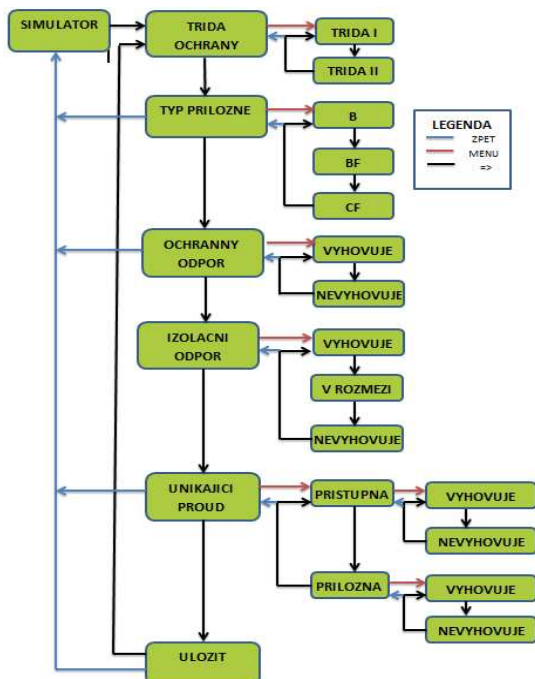 SIMULATOR
TRIDA
OCHRANY
TRIDA I
TRIDA II
TYP PRILOZNE
B
BF
CF
LEGENDA
ZPET
MENU
=>
OCHRANNY
ODPOR
VYHOVUJE
NEVYHOVUJE
IZOLACNI
ODPOR
VYHOVUJE
V ROZMEZI
NEVYHOVUJE
UNIKAJICI
PROUD
PRISTUPNA
VYHOVUJE
NEVYHOVUJE
PRILOZNA
VYHOVUJE
NEVYHOVUJE
ULOZIT